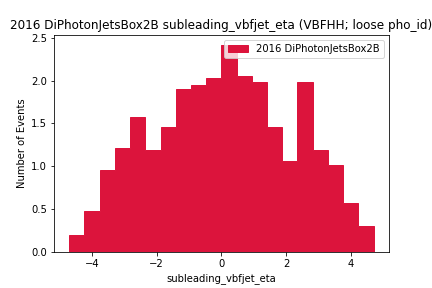 2016 DiPhotonJetsBox2B subleading_vbfjet_eta (VBFHH; loose pho_id)
2016 DiPhotonJetsBox2B
Number of Events
2.5
2.0
1.5
1.0
0.5
0.0
−4
−2
0
2
4
subleading_vbfjet_eta